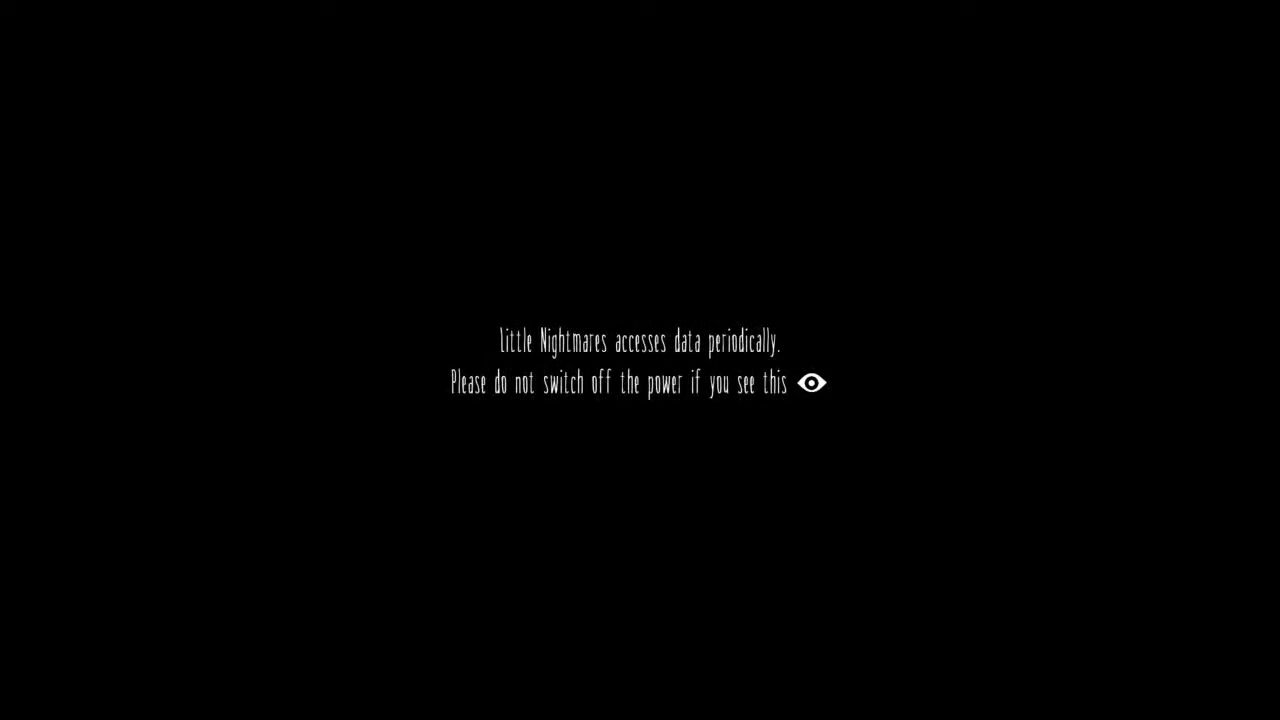 Little Nightmares accesses data periodically.
Please do not switch off the power if you see this